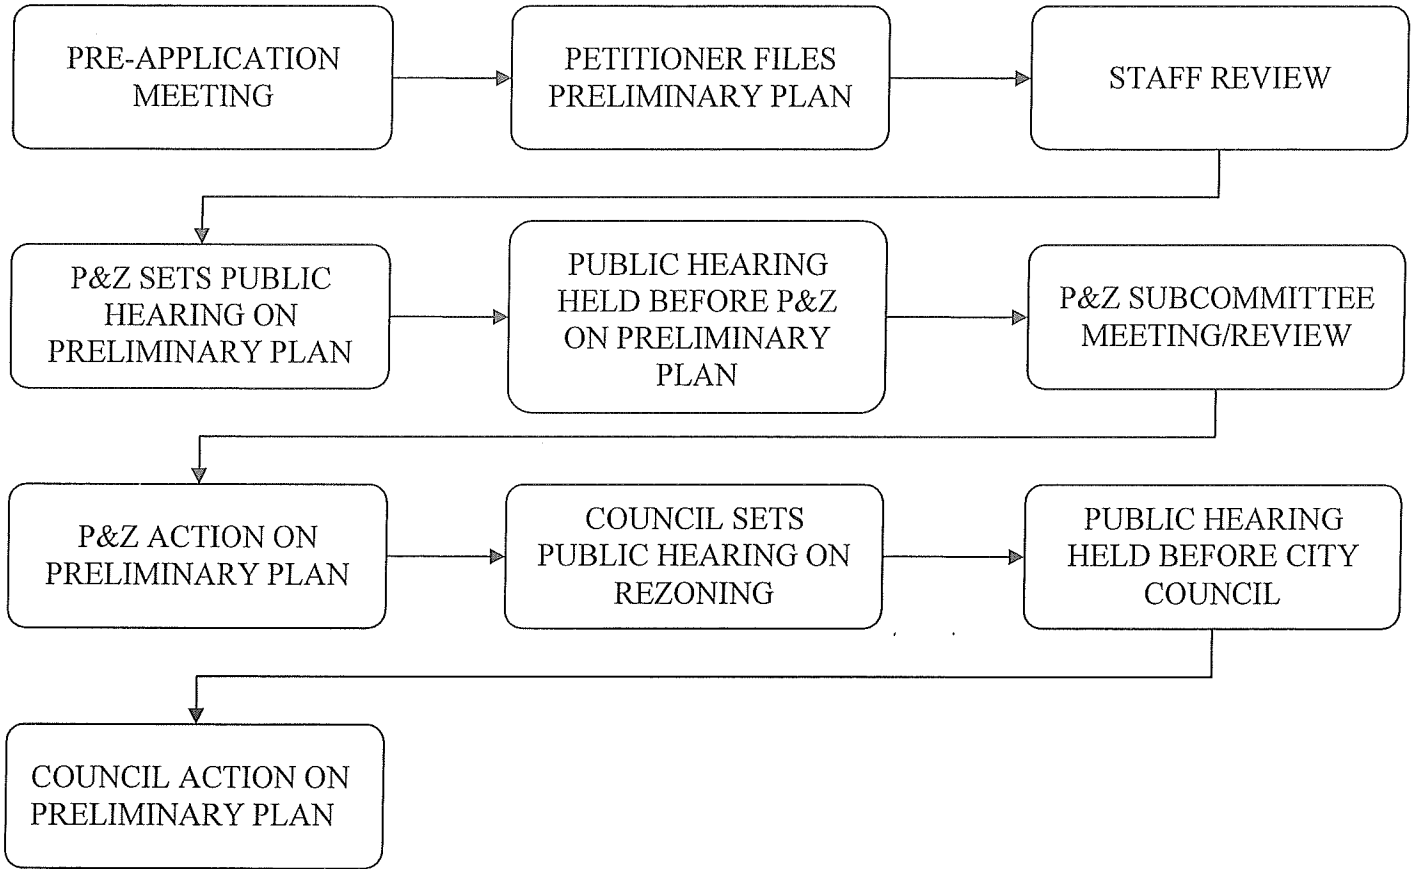 PRE-APPLICATION
MEETING
PETITIONER FILES
PRELIMINARY PLAN
STAFF REVIEW
P&Z SETS PUBLIC
HEARING ON
PRELIMINARY PLAN
PUBLIC HEARING
HELD BEFORE P&Z
ON PRELIMINARY
PLAN
P&Z SUBCOMMITTEE
MEETING/REVIEW
P&Z ACTION ON
PRELIMINARY PLAN
COUNCIL SETS
PUBLIC HEARING ON
REZONING
PUBLIC HEARING
HELD BEFORE CITY
COUNCIL
COUNCIL ACTION ON
PRELIMINARY PLAN